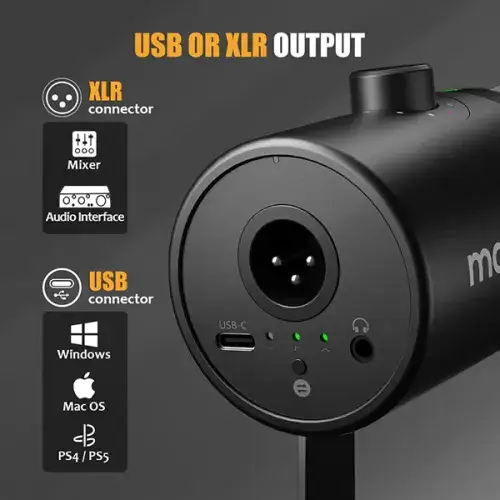 USB OR XLR OUTPUT
XLR
connector
Mixer
Audio Interface
USB
connector
Windows
Mac OS
PS4 / PS5
USB-C